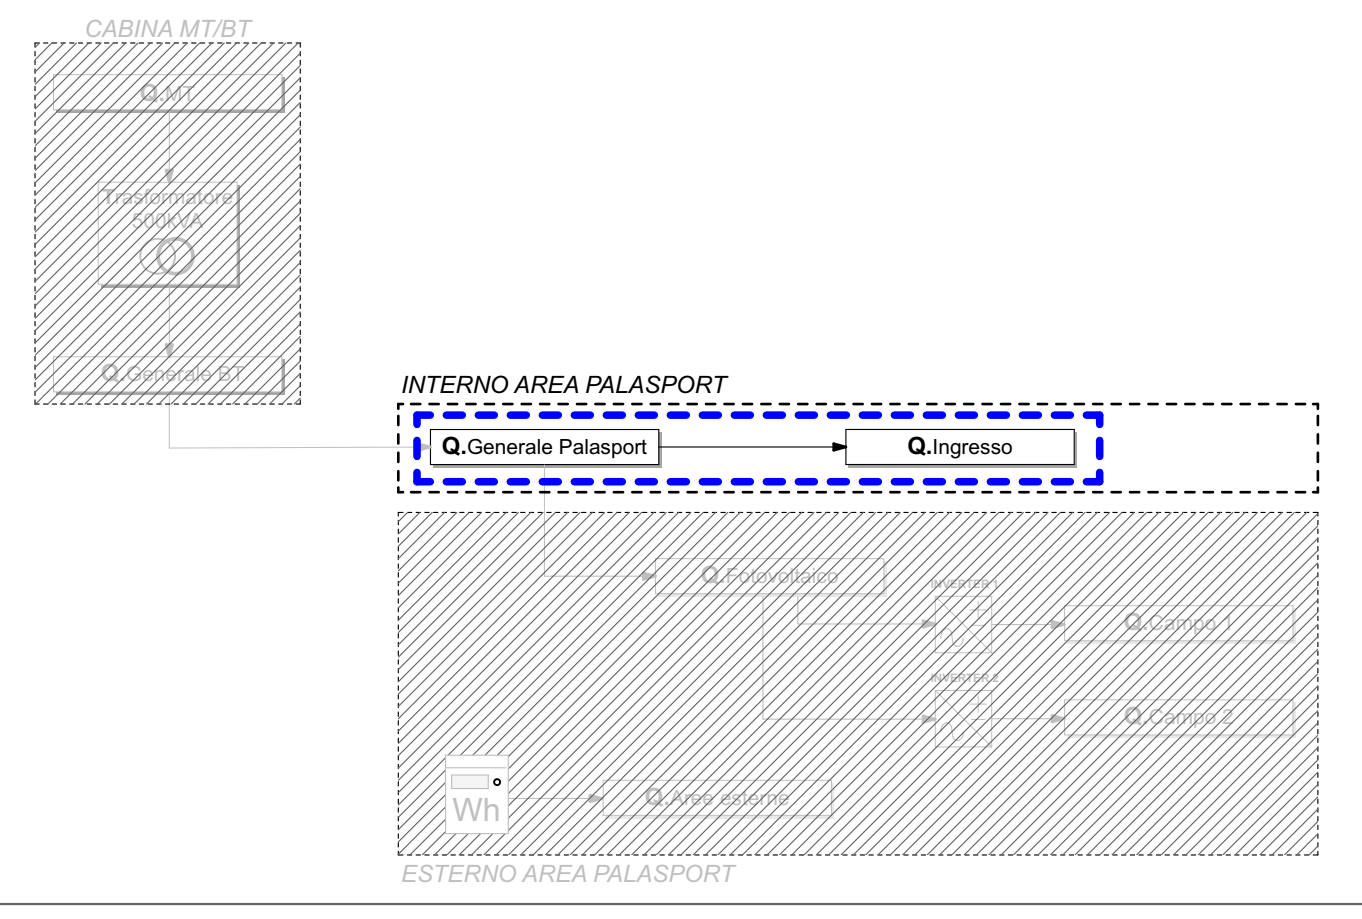 CABINA MT/BT
Q.MT
Trasformatore
500kVA
Q.Generale BT
INTERNO AREA PALASPORT
Q.Generale Palasport
Q.Ingresso
Q.Fotovoltaico
INVERTER 1
Q.Campo 1
INVERTER 2
Q.Campo 2
Wh
Q.Aree esterne
ESTERNO AREA PALASPORT